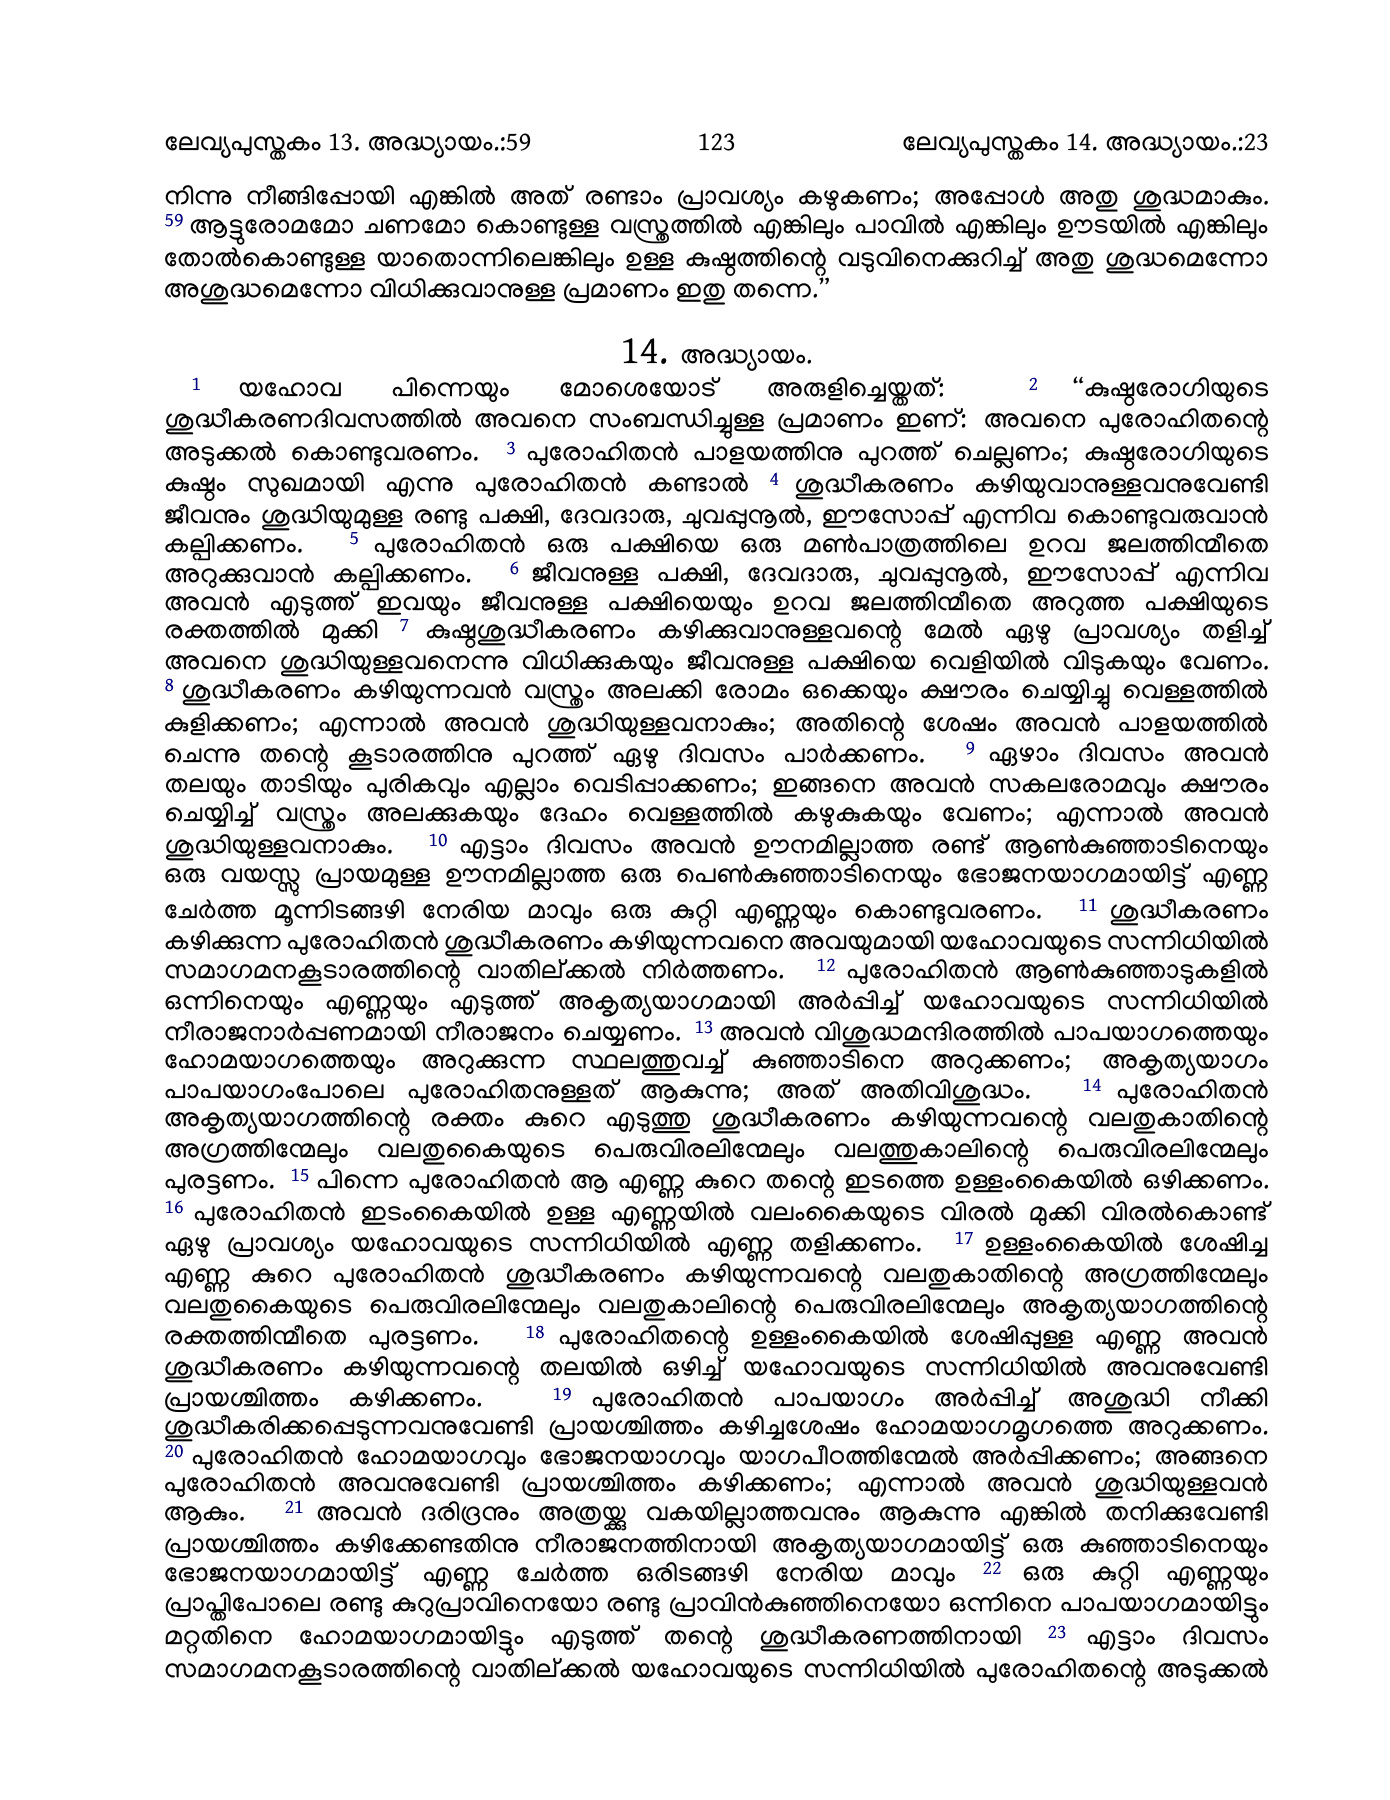 ലേവ്യപുസ്തകം 13. അദ്ധ്യായം.:59 123 ലേവ്യപുസ്തകം 14. അദ്ധ്യായം.:23
നിന്നു നീങ്ങിപ്പോയി എങ്കിൽ അത് രണ്ടാം പ്രാവശ്യം കഴുകണം; അപ്പോൾ അതു ശുദ്ധമാകും.
59 ആട്ടുരോമമോ ചണമോ കൊണ്ടുള്ള വസ്ത്രത്തിൽ എങ്കിലും പാവിൽ എങ്കിലും ഊടയിൽ എങ്കിലും
തോൽകൊണ്ടുള്ള യാതൊന്നിലെങ്കിലും ഉള്ള കുഷ്ഠത്തിന്റെ വടുവിനെക്കുറിച്ച് അതു ശുദ്ധമെന്നോ
അശുദ്ധമെന്നോ വിധിക്കുവാനുള്ള പ്രമാണം ഇതു തന്നെ.”
14. അദ്ധ്യായം.
1 യഹോവ പിന്നെയും മോശെയോട് അരുളിച്ചെയ്തത്: 2 “കുഷ്ഠരോഗിയുടെ
ശുദ്ധീകരണദിവസത്തിൽ അവനെ സംബന്ധിച്ചുള്ള പ്രമാണം ഇണ്: അവനെ പുരോഹിതന്റെ
അടുക്കൽ കൊണ്ടുവരണം. 3 പുരോഹിതൻ പാളയത്തിനു പുറത്ത് ചെല്ലണം; കുഷ്ഠരോഗിയുടെ
കുഷ്ഠം സുഖമായി എന്നു പുരോഹിതൻ കണ്ടാൽ 4 ശുദ്ധീകരണം കഴിയുവാനുള്ളവനുവേണ്ടി
ജീവനും ശുദ്ധിയുമുള്ള രണ്ടു പക്ഷി, ദേവദാരു, ചുവപ്പുനൂൽ, ഈസോപ്പ് എന്നിവ കൊണ്ടുവരുവാൻ
കല്പിക്കണം. 5 പുരോഹിതൻ ഒരു പക്ഷിയെ ഒരു മൺപാത്രത്തിലെ ഉറവ ജലത്തിന്മീതെ
അറുക്കുവാൻ കല്പിക്കണം. 6 ജീവനുള്ള പക്ഷി, ദേവദാരു, ചുവപ്പുനൂൽ, ഈസോപ്പ് എന്നിവ
അവൻ എടുത്ത് ഇവയും ജീവനുള്ള പക്ഷിയെയും ഉറവ ജലത്തിന്മീതെ അറുത്ത പക്ഷിയുടെ
രക്തത്തിൽ മുക്കി 7 കുഷ്ഠശുദ്ധീകരണം കഴിക്കുവാനുള്ളവന്റെ മേൽ ഏഴു പ്രാവശ്യം തളിച്ച്
അവനെ ശുദ്ധിയുള്ളവനെന്നു വിധിക്കുകയും ജീവനുള്ള പക്ഷിയെ വെളിയിൽ വിടുകയും വേണം.
8 ശുദ്ധീകരണം കഴിയുന്നവൻ വസ്ത്രം അലക്കി രോമം ഒക്കെയും ക്ഷൗരം ചെയ്യിച്ചു വെള്ളത്തിൽ
കുളിക്കണം; എന്നാൽ അവൻ ശുദ്ധിയുള്ളവനാകും; അതിന്റെ ശേഷം അവൻ പാളയത്തിൽ
ചെന്നു തന്റെ കൂടാരത്തിനു പുറത്ത് ഏഴു ദിവസം പാർക്കണം. 9 ഏഴാം ദിവസം അവൻ
തലയും താടിയും പുരികവും എല്ലാം വെടിപ്പാക്കണം; ഇങ്ങനെ അവൻ സകലരോമവും ക്ഷൗരം
ചെയ്യിച്ച് വസ്ത്രം അലക്കുകയും ദേഹം വെള്ളത്തിൽ കഴുകുകയും വേണം; എന്നാൽ അവൻ
ശുദ്ധിയുള്ളവനാകും. 10 എട്ടാം ദിവസം അവൻ ഊനമില്ലാത്ത രണ്ട് ആൺകുഞ്ഞാടിനെയും
ഒരു വയസ്സു പ്രായമുള്ള ഊനമില്ലാത്ത ഒരു പെൺകുഞ്ഞാടിനെയും ഭോജനയാഗമായിട്ട് എണ്ണ
ചേർത്ത മൂന്നിടങ്ങഴി നേരിയ മാവും ഒരു കുറ്റി എണ്ണയും കൊണ്ടുവരണം. 11 ശുദ്ധീകരണം
കഴിക്കുന്ന പുരോഹിതൻ ശുദ്ധീകരണം കഴിയുന്നവനെ അവയുമായി യഹോവയുടെ സന്നിധിയിൽ
സമാഗമനകൂടാരത്തിന്റെ വാതില്ക്കൽ നിർത്തണം. 12 പുരോഹിതൻ ആൺകുഞ്ഞാടുകളിൽ
ഒന്നിനെയും എണ്ണയും എടുത്ത് അകൃത്യയാഗമായി അർപ്പിച്ച് യഹോവയുടെ സന്നിധിയിൽ
നീരാജനാർപ്പണമായി നീരാജനം ചെയ്യണം. 13 അവൻ വിശുദ്ധമന്ദിരത്തിൽ പാപയാഗത്തെയും
ഹോമയാഗത്തെയും അറുക്കുന്ന സ്ഥലത്തുവച്ച് കുഞ്ഞാടിനെ അറുക്കണം; അകൃത്യയാഗം
പാപയാഗംപോലെ പുരോഹിതനുള്ളത് ആകുന്നു; അത് അതിവിശുദ്ധം. 14 പുരോഹിതൻ
അകൃത്യയാഗത്തിന്റെ രക്തം കുറെ എടുത്തു ശുദ്ധീകരണം കഴിയുന്നവന്റെ വലതുകാതിന്റെ
അഗ്രത്തിന്മേലും വലതുകൈയുടെ പെരുവിരലിന്മേലും വലത്തുകാലിന്റെ പെരുവിരലിന്മേലും
പുരട്ടണം. 15 പിന്നെ പുരോഹിതൻ ആ എണ്ണ കുറെ തന്റെ ഇടത്തെ ഉള്ളംകൈയിൽ ഒഴിക്കണം.
16 പുരോഹിതൻ ഇടംകൈയിൽ ഉള്ള എണ്ണയിൽ വലംകൈയുടെ വിരൽ മുക്കി വിരൽകൊണ്ട്
ഏഴു പ്രാവശ്യം യഹോവയുടെ സന്നിധിയിൽ എണ്ണ തളിക്കണം. 17 ഉള്ളംകൈയിൽ ശേഷിച്ച
എണ്ണ കുറെ പുരോഹിതൻ ശുദ്ധീകരണം കഴിയുന്നവന്റെ വലതുകാതിന്റെ അഗ്രത്തിന്മേലും
വലതുകൈയുടെ പെരുവിരലിന്മേലും വലതുകാലിന്റെ പെരുവിരലിന്മേലും അകൃത്യയാഗത്തിന്റെ
രക്തത്തിന്മീതെ പുരട്ടണം. 18 പുരോഹിതന്റെ ഉള്ളംകൈയിൽ ശേഷിപ്പുള്ള എണ്ണ അവൻ
ശുദ്ധീകരണം കഴിയുന്നവന്റെ തലയിൽ ഒഴിച്ച് യഹോവയുടെ സന്നിധിയിൽ അവനുവേണ്ടി
പ്രായശ്ചിത്തം കഴിക്കണം. 19 പുരോഹിതൻ പാപയാഗം അർപ്പിച്ച് അശുദ്ധി നീക്കി
ശുദ്ധീകരിക്കപ്പെടുന്നവനുവേണ്ടി പ്രായശ്ചിത്തം കഴിച്ചശേഷം ഹോമയാഗമൃഗത്തെ അറുക്കണം.
20 പുരോഹിതൻ ഹോമയാഗവും ഭോജനയാഗവും യാഗപീഠത്തിന്മേൽ അർപ്പിക്കണം; അങ്ങനെ
പുരോഹിതൻ അവനുവേണ്ടി പ്രായശ്ചിത്തം കഴിക്കണം; എന്നാൽ അവൻ ശുദ്ധിയുള്ളവൻ
ആകും. 21 അവൻ ദരിദ്രനും അത്രയ്ക്കു വകയില്ലാത്തവനും ആകുന്നു എങ്കിൽ തനിക്കുവേണ്ടി
പ്രായശ്ചിത്തം കഴിക്കേണ്ടതിനു നീരാജനത്തിനായി അകൃത്യയാഗമായിട്ട് ഒരു കുഞ്ഞാടിനെയും
ഭോജനയാഗമായിട്ട് എണ്ണ ചേർത്ത ഒരിടങ്ങഴി നേരിയ മാവും 22 ഒരു കുറ്റി എണ്ണയും
പ്രാപ്തിപോലെ രണ്ടു കുറുപ്രാവിനെയോ രണ്ടു പ്രാവിൻകുഞ്ഞിനെയോ ഒന്നിനെ പാപയാഗമായിട്ടും
മറ്റതിനെ ഹോമയാഗമായിട്ടും എടുത്ത് തന്റെ ശുദ്ധീകരണത്തിനായി 23 എട്ടാം ദിവസം
സമാഗമനകൂടാരത്തിന്റെ വാതില്ക്കൽ യഹോവയുടെ സന്നിധിയിൽ പുരോഹിതന്റെ അടുക്കൽ